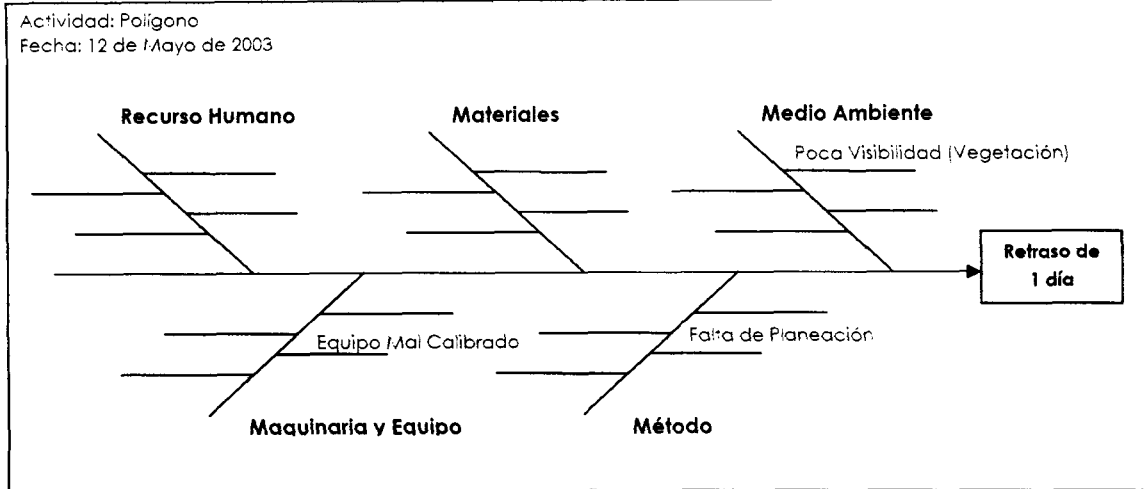 Actividad: Polígono
Fecha: 12 de Mayo de 2003
Recurso Humano
Materiales
Medio Ambiente
Poca Visibilidad (Vegetación)
Retraso de
1 día
Equipo Mal Calibrado
Falta de Planeación
Maquinaria y Equipo
Método